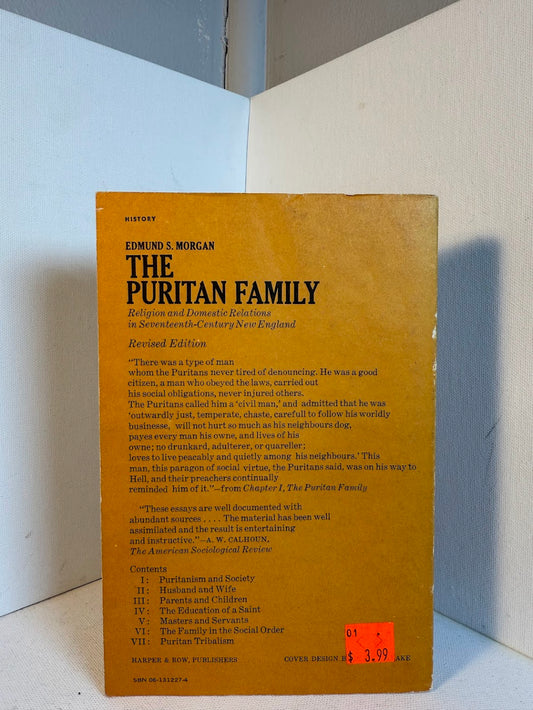 HISTORY
EDMUND S. MORGAN
THE
PURITAN FAMILY
Religion and Domestic Relations
in Seventeenth-Century New England
Revised Edition
"There was a type of man
whom the Puritans never tired of denouncing. He was a good
citizen, a man who obeyed the laws, carried out
his social obligations, never injured others.
The Puritans called him a 'civil man,' and admitted that he was
'outwardly just, temperate, chaste, carefull to follow his worldly
businesse, will not hurt so much as his neighbours dog,
payes every man his owne, and lives of his
owne; no drunkard, adulterer, or quareller;
loves to live peacably and quietly among his neighbours.' This
man, this paragon of social virtue, the Puritans said, was on his way to
Hell, and their preachers continually
reminded him of it."—from Chapter I, The Puritan Family
"These essays are well documented with
abundant sources . . . . The material has been well
assimilated and the result is entertaining
and instructive."—A. W. CALHOUN,
The American Sociological Review
Contents
I: Puritanism and Society
II: Husband and Wife
III: Parents and Children
IV: The Education of a Saint
V: Masters and Servants
VI: The Family in the Social Order
VII: Puritan Tribalism
01
$ 3.99
HARPER & ROW, PUBLISHERS COVER DESIGN
SBN 06-131227-4